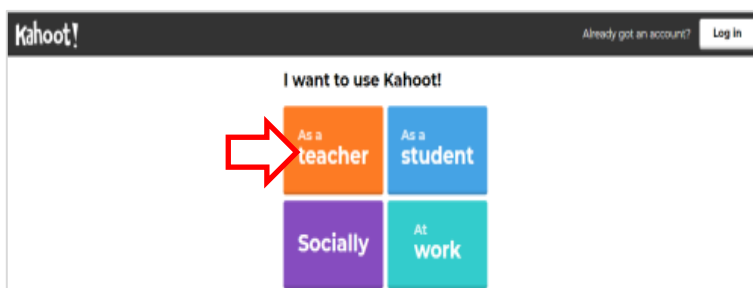 Kahoot!
Already got an account? Log in
I want to use Kahoot!
As a
teacher
As a
student
Socially
At
work